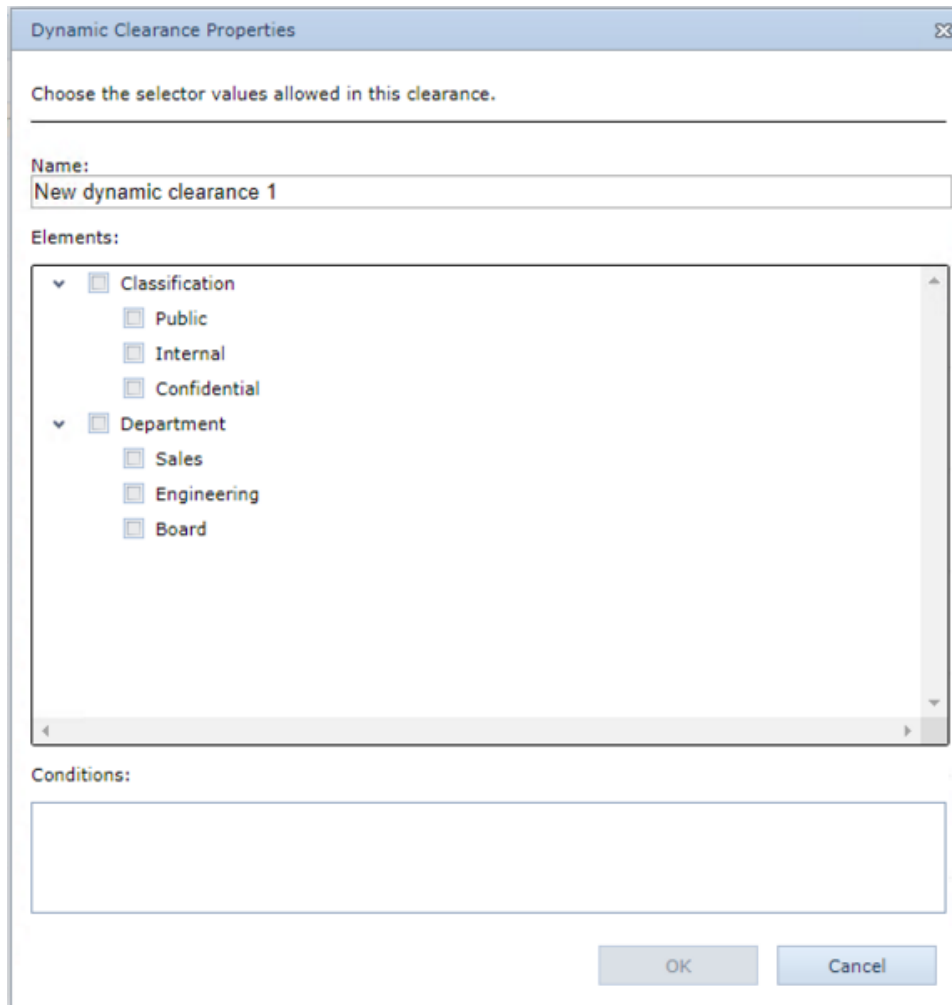 Dynamic Clearance Properties
Choose the selector values allowed in this clearance.
Name:
New dynamic clearance 1
Elements:
Classification
Public
Internal
Confidential
Department
Sales
Engineering
Board
Conditions:
OK Cancel